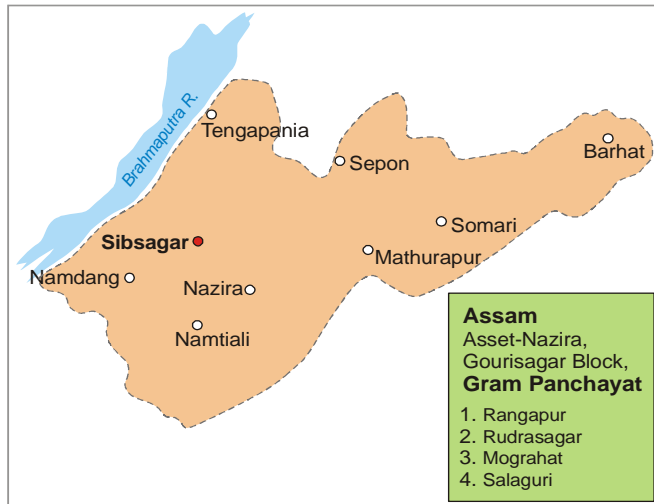 Brahmaputra R.
Tengapania
Sepon
Barhat
Sibsagar
Somari
Mathurapur
Namdang
Nazira
Namtiali
Assam
Asset-Nazira,
Gourisagar Block,
Gram Panchayat
1. Rangapur
2. Rudrasagar
3. Mograhat
4. Salaguri